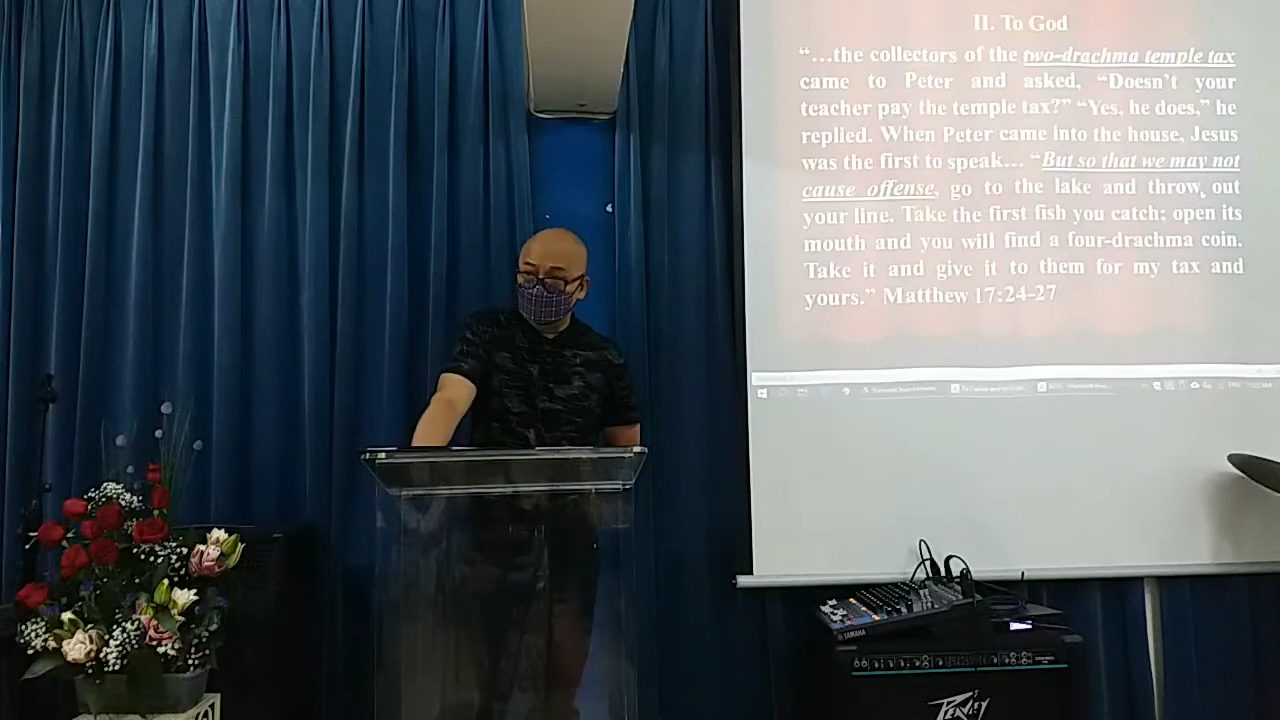 II. To God
“…the collectors of the two-drachma temple tax
came to Peter and asked, “Doesn’t your
teacher pay the temple tax?” “Yes, he does,” he
replied. When Peter came into the house, Jesus
was the first to speak… “But so that we may not
cause offense, go to the lake and throw out
your line. Take the first fish you catch; open its
mouth and you will find a four-drachma coin.
Take it and give it to them for my tax and
yours.” Matthew 17:24-27
YAMAHA
PEAVEY